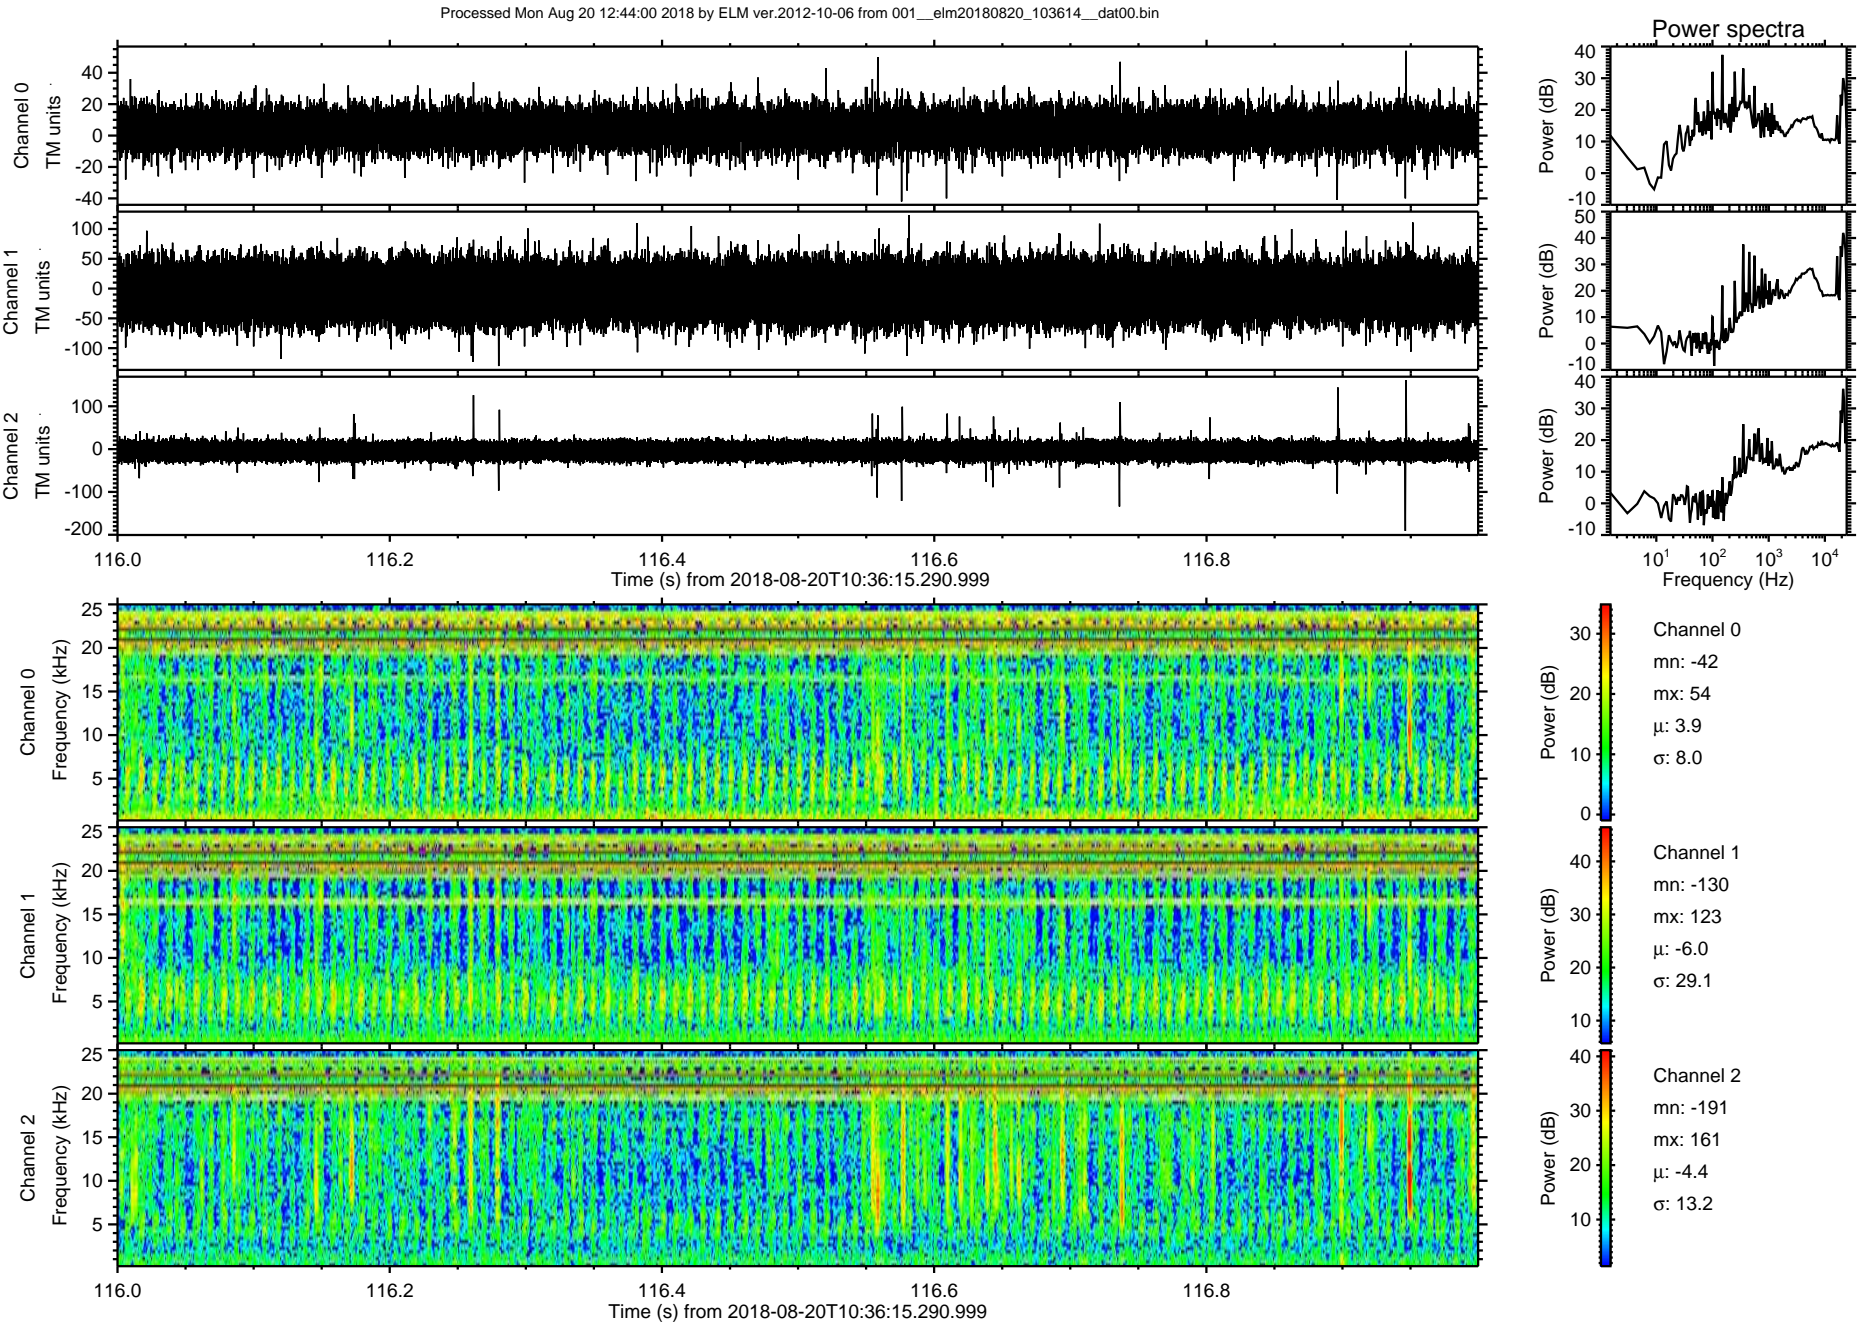 Processed Mon Aug 20 12:44:00 2018 by ELM ver.2012-10-06 from 001__elm20180820_103614__dat00.bin
Power spectra
Channel 0
TM units
40
20
0
-20
-40
Power (dB)
40
30
20
10
0
-10
Channel 1
TM units
100
50
0
-50
-100
Power (dB)
50
40
30
20
10
0
-10
Channel 2
TM units
100
0
-100
-200
Power (dB)
40
30
20
10
0
-10
116.0 116.2 116.4 116.6 116.8
Time (s) from 2018-08-20T10:36:15.290.999
10^1 10^2 10^3 10^4
Frequency (Hz)
Channel 0
Frequency (kHz)
25
20
15
10
5
Power (dB)
30
20
10
0
Channel 0
mn: -42
mx: 54
μ: 3.9
σ: 8.0
Channel 1
Frequency (kHz)
25
20
15
10
5
Power (dB)
40
30
20
10
Channel 1
mn: -130
mx: 123
μ: -6.0
σ: 29.1
Channel 2
Frequency (kHz)
25
20
15
10
5
Power (dB)
40
30
20
10
Channel 2
mn: -191
mx: 161
μ: -4.4
σ: 13.2
116.0 116.2 116.4 116.6 116.8
Time (s) from 2018-08-20T10:36:15.290.999